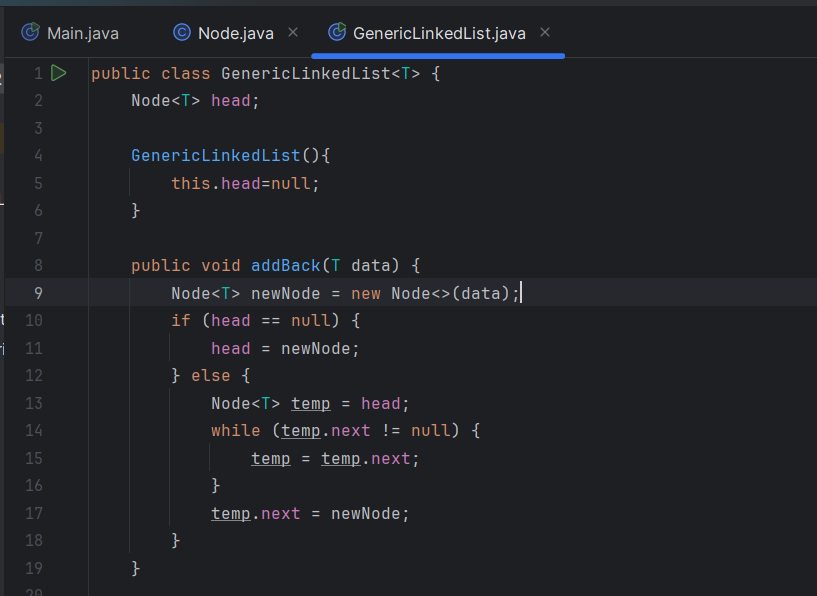 Main.java Node.java GenericLinkedList.java
1 public class GenericLinkedList<T> {
2 Node<T> head;
3
4 GenericLinkedList(){
5 this.head=null;
6 }
7
8 public void addBack(T data) {
9 Node<T> newNode = new Node<>(data);
10 if (head == null) {
11 head = newNode;
12 } else {
13 Node<T> temp = head;
14 while (temp.next != null) {
15 temp = temp.next;
16 }
17 temp.next = newNode;
18 }
19 }